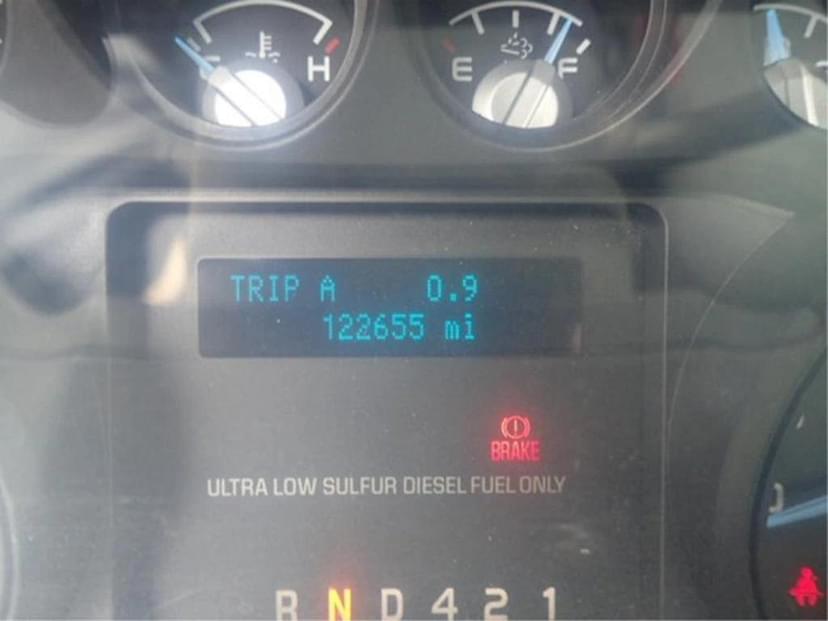 H
E F
TRIP A 0.9
122655 mi
BRAKE
ULTRA LOW SULFUR DIESEL FUEL ONLY
R N D 4 2 1